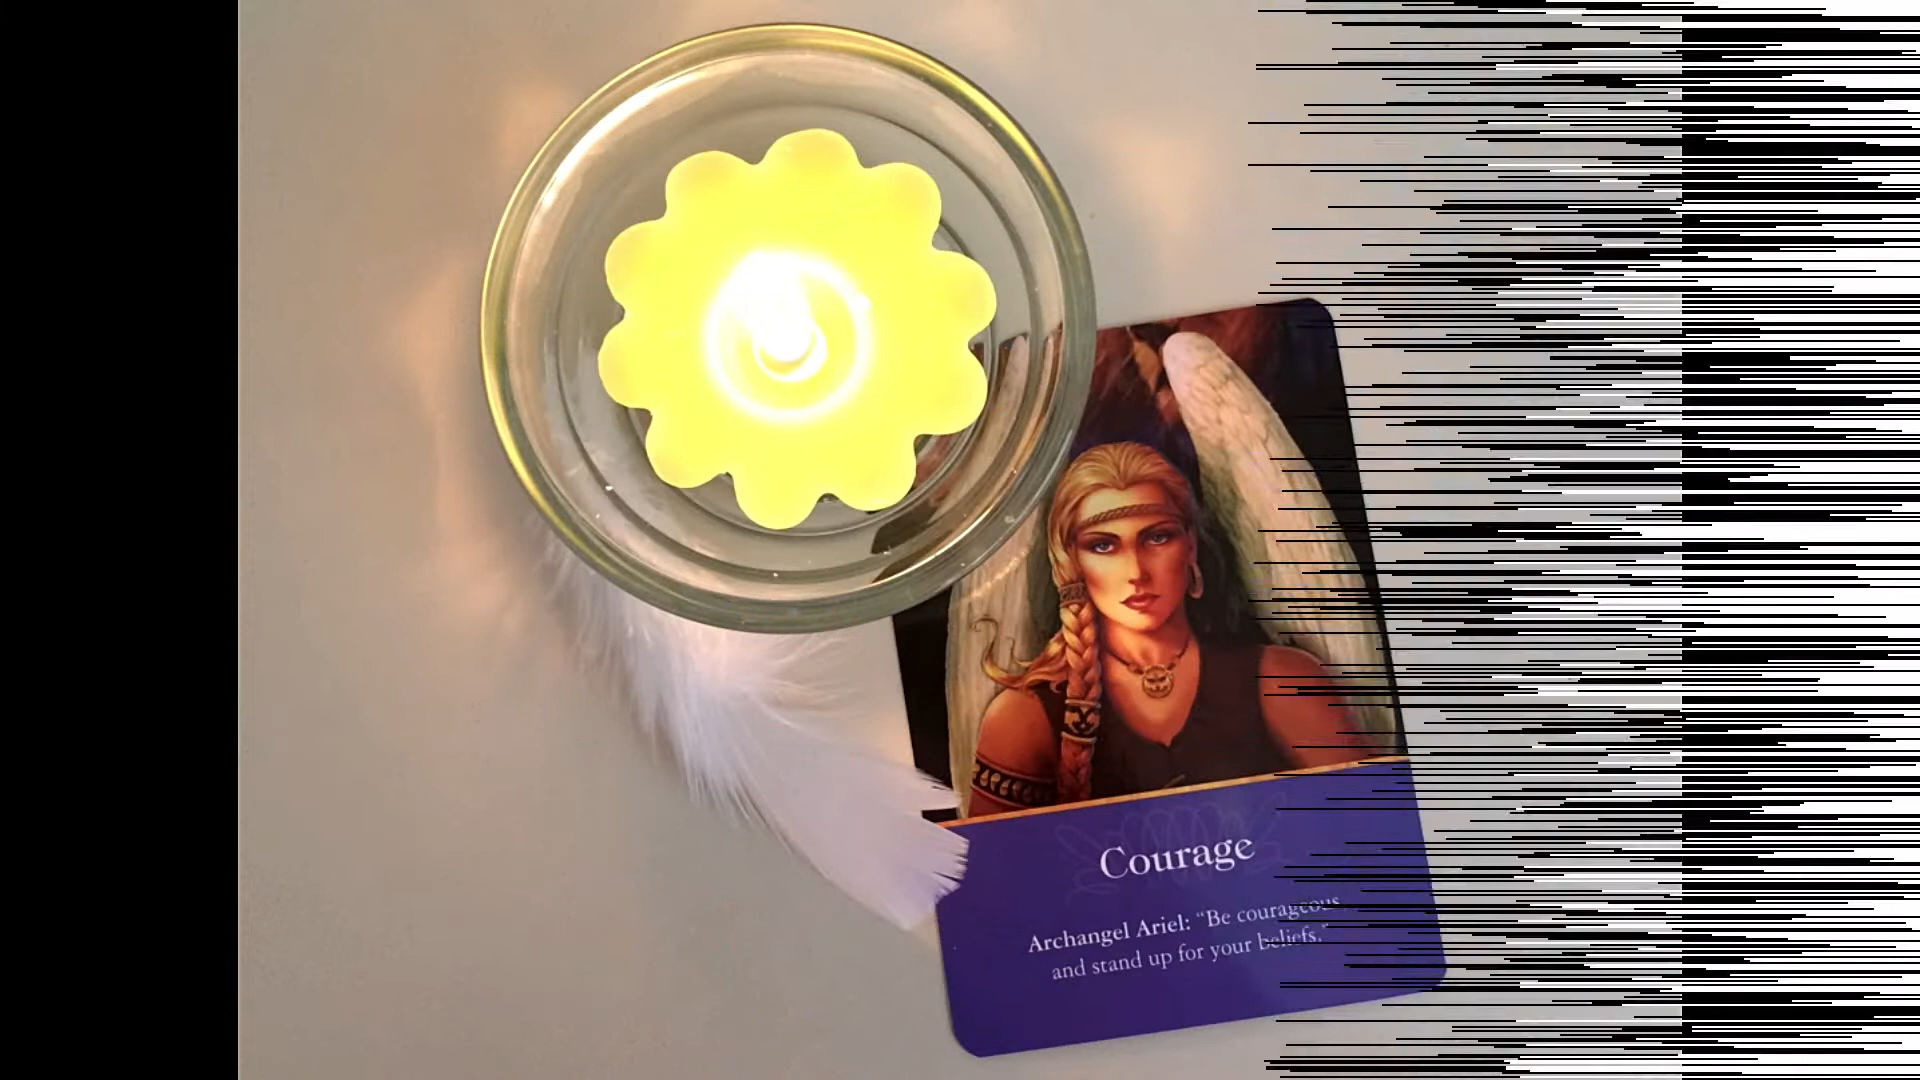 Courage
Archangel Ariel: “Be courageous,
and stand up for your beliefs.”